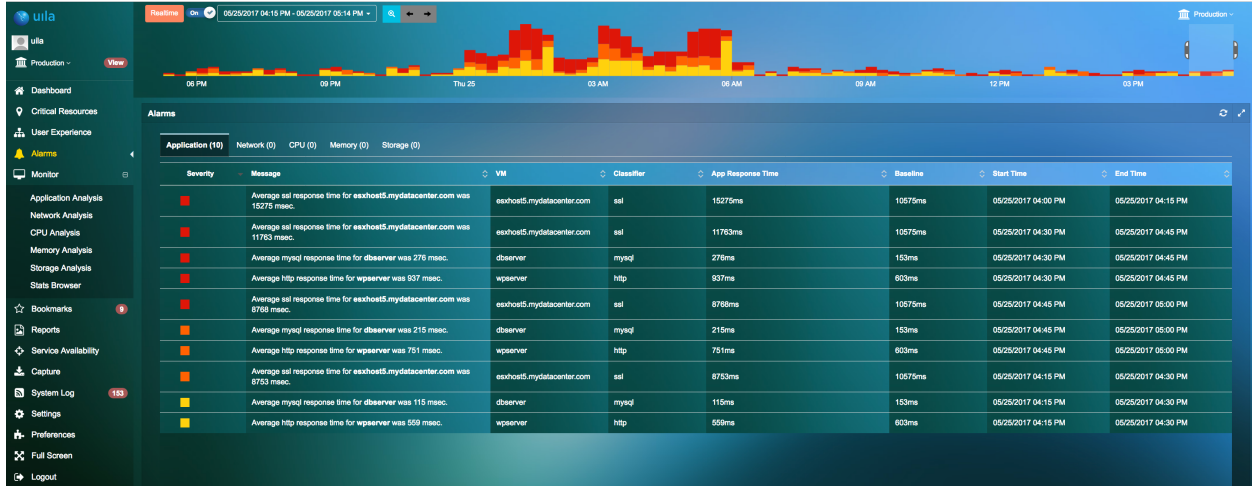 uila
Realtime On 05/25/2017 04:15 PM - 05/25/2017 05:14 PM
Production
uila
Production View
06 PM 09 PM Thu 25 03 AM 06 AM 09 AM 12 PM 03 PM
Dashboard
Critical Resources
User Experience
Alarms
Monitor
Application Analysis
Network Analysis
CPU Analysis
Memory Analysis
Storage Analysis
Stats Browser
Bookmarks 9
Reports
Service Availability
Capture
System Log 153
Settings
Preferences
Full Screen
Logout
Alarms
Application (10) Network (0) CPU (0) Memory (0) Storage (0)
Severity Message VM Classifier App Response Time Baseline Start Time End Time
Average ssl response time for esxhost5.mydatacenter.com was
15275 msec. esxhost5.mydatacenter.com ssl 15275ms 10575ms 05/25/2017 04:00 PM 05/25/2017 04:15 PM
Average ssl response time for esxhost5.mydatacenter.com was
11763 msec. esxhost5.mydatacenter.com ssl 11763ms 10575ms 05/25/2017 04:30 PM 05/25/2017 04:45 PM
Average mysql response time for dbserver was 276 msec. dbserver mysql 276ms 153ms 05/25/2017 04:30 PM 05/25/2017 04:45 PM
Average http response time for wpserver was 937 msec. wpserver http 937ms 603ms 05/25/2017 04:30 PM 05/25/2017 04:45 PM
Average ssl response time for esxhost5.mydatacenter.com was
8768 msec. esxhost5.mydatacenter.com ssl 8768ms 10575ms 05/25/2017 04:45 PM 05/25/2017 05:00 PM
Average mysql response time for dbserver was 215 msec. dbserver mysql 215ms 153ms 05/25/2017 04:45 PM 05/25/2017 05:00 PM
Average http response time for wpserver was 751 msec. wpserver http 751ms 603ms 05/25/2017 04:45 PM 05/25/2017 05:00 PM
Average ssl response time for esxhost5.mydatacenter.com was
8753 msec. esxhost5.mydatacenter.com ssl 8753ms 10575ms 05/25/2017 04:15 PM 05/25/2017 04:30 PM
Average mysql response time for dbserver was 115 msec. dbserver mysql 115ms 153ms 05/25/2017 04:15 PM 05/25/2017 04:30 PM
Average http response time for wpserver was 559 msec. wpserver http 559ms 603ms 05/25/2017 04:15 PM 05/25/2017 04:30 PM